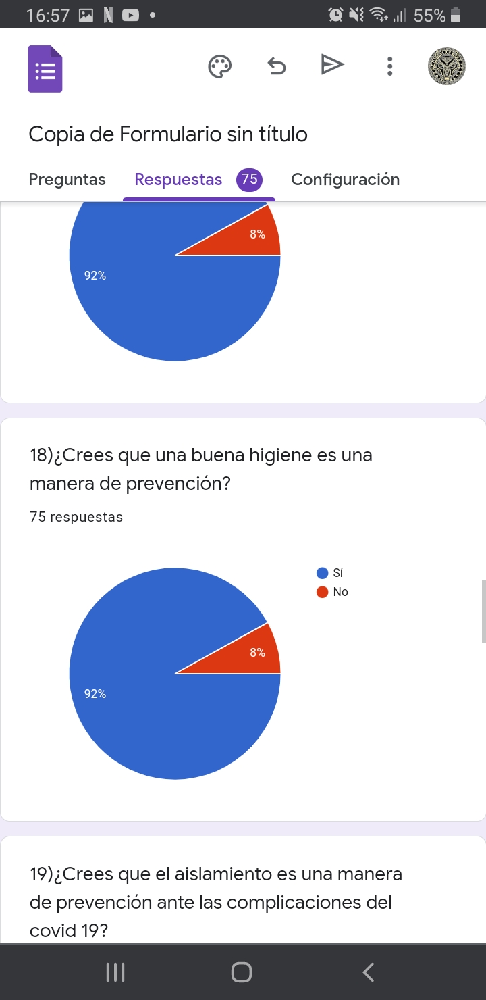 16:57
55%
Copia de Formulario sin título
Preguntas Respuestas 75 Configuración
8%
92%
18)¿Crees que una buena higiene es una
manera de prevención?
75 respuestas
Sí
No
8%
92%
19)¿Crees que el aislamiento es una manera
de prevención ante las complicaciones del
covid 19?